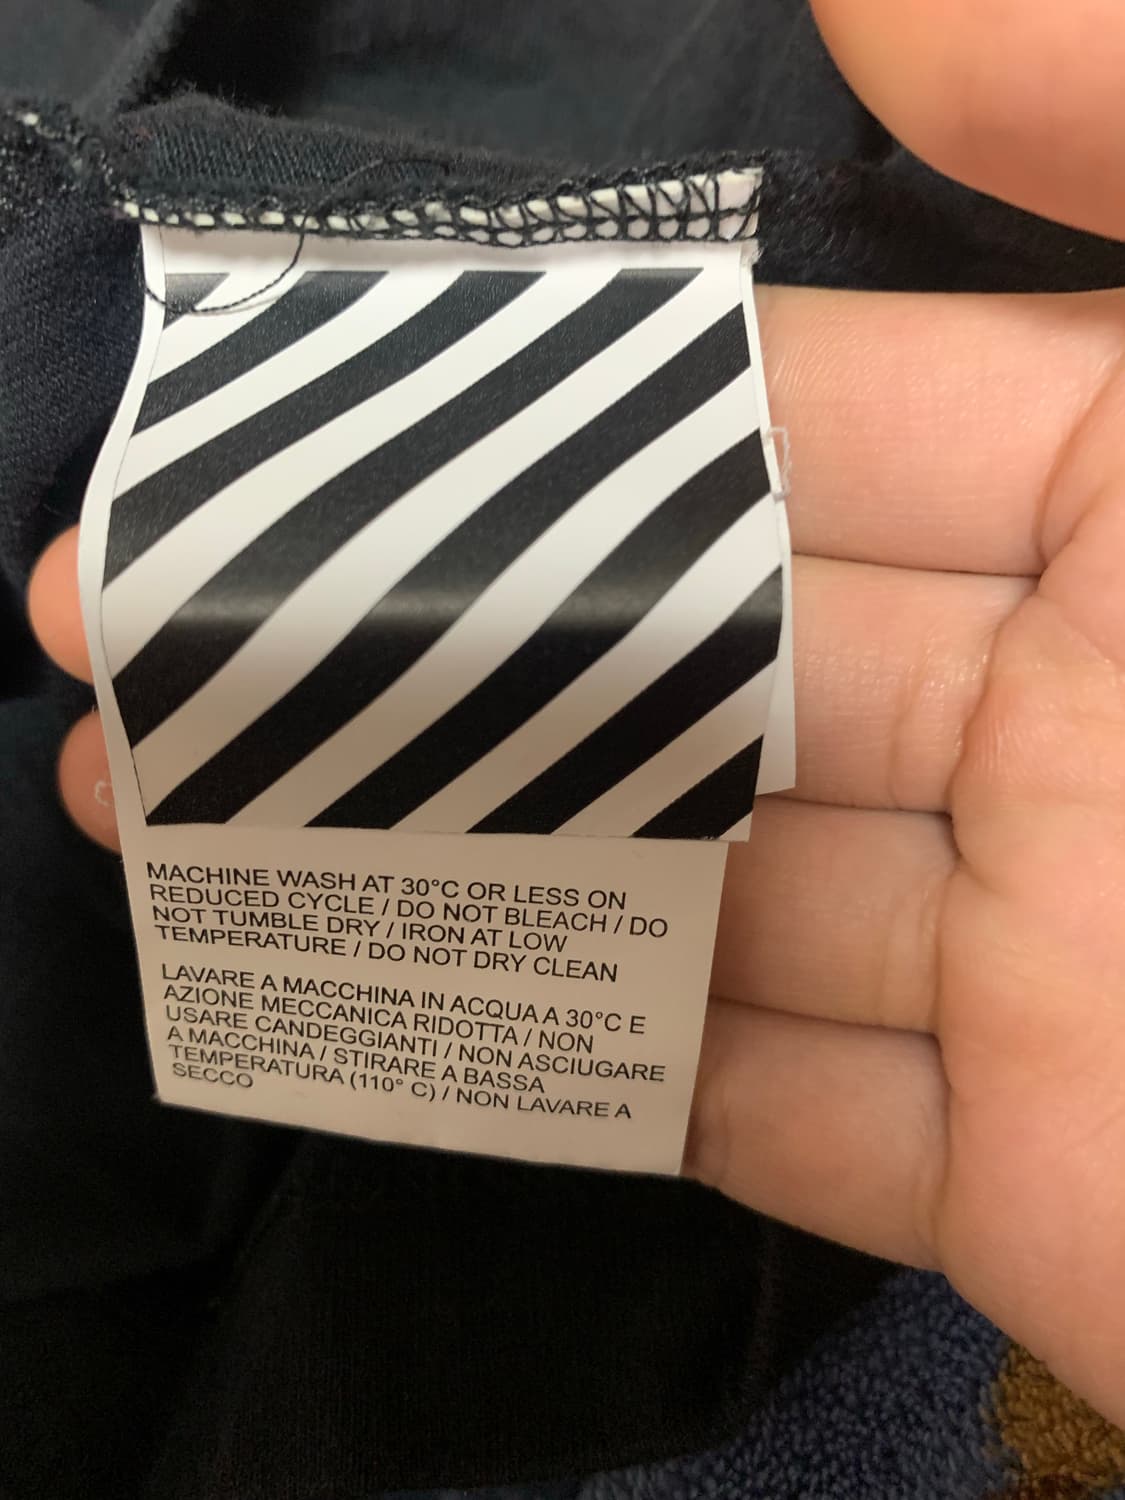 MACHINE WASH AT 30°C OR LESS ON
REDUCED CYCLE / DO NOT BLEACH / DO
NOT TUMBLE DRY / IRON AT LOW
TEMPERATURE / DO NOT DRY CLEAN
LAVARE A MACCHINA IN ACQUA A 30°C E
AZIONE MECCANICA RIDOTTA / NON
USARE CANDEGGIANTI / NON ASCIUGARE
A MACCHINA / STIRARE A BASSA
TEMPERATURA (110° C) / NON LAVARE A
SECCO